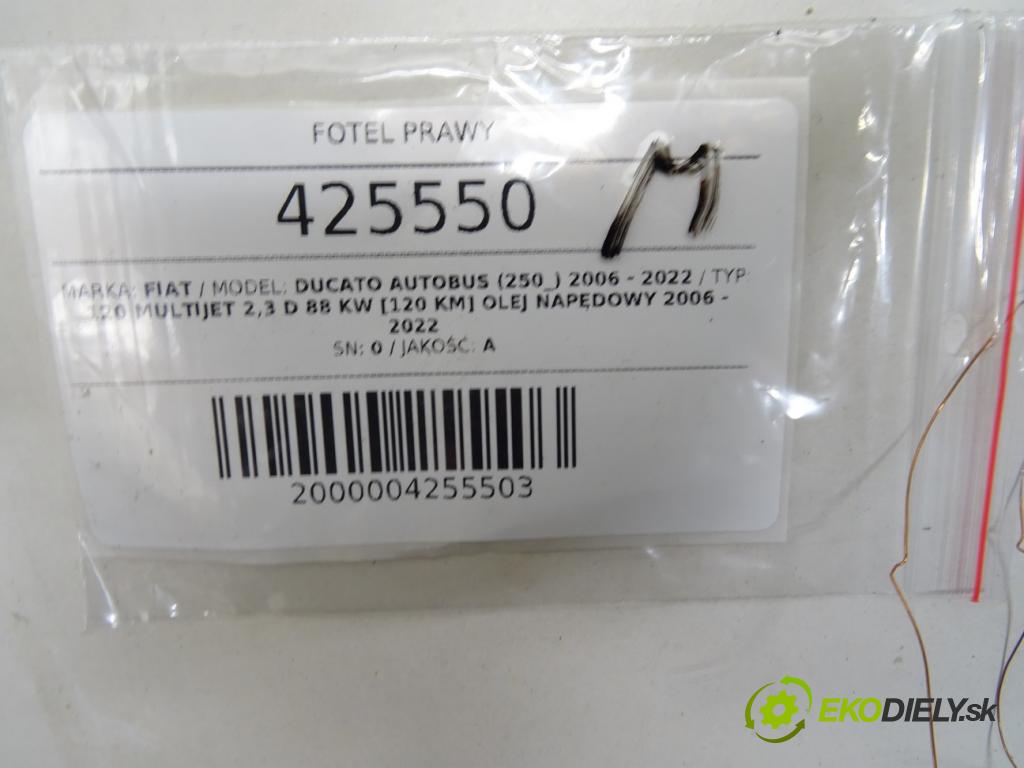 FOTEL PRAWY
425550 M
MARKA: FIAT / MODEL: DUCATO AUTOBUS (250_) 2006 - 2022 / TYP:
120 MULTIJET 2,3 D 88 KW [120 KM] OLEJ NAPĘDOWY 2006 -
2022
SN: 0 / JAKOŚĆ: A
2000004255503
EKODIELY.sk